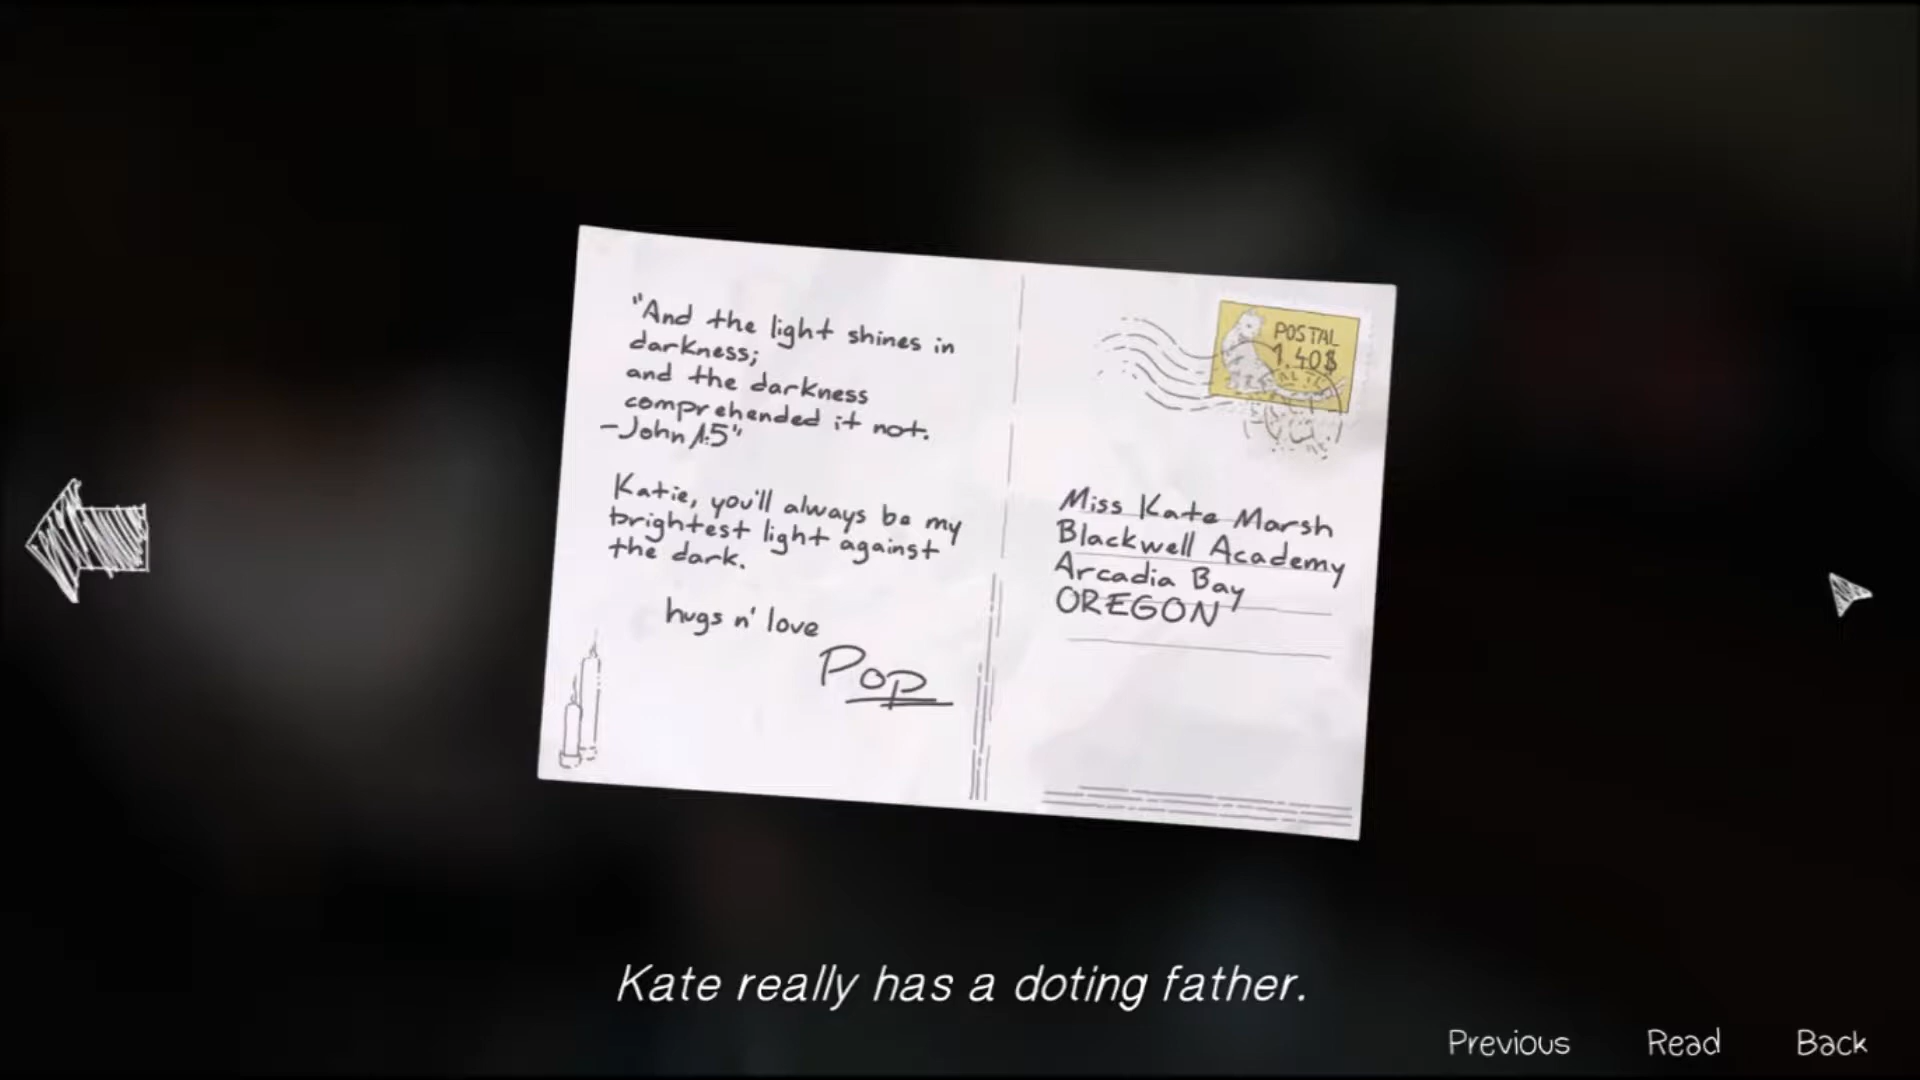 "And the light shines in
darkness;
and the darkness
comprehended it not.
-John 1:5"
Katie, you'll always be my
brightest light against
the dark.
hugs n' love
Pop
POSTAL
1.40$
Miss Kate Marsh
Blackwell Academy
Arcadia Bay
OREGON
Kate really has a doting father.
Previous
Read
Back